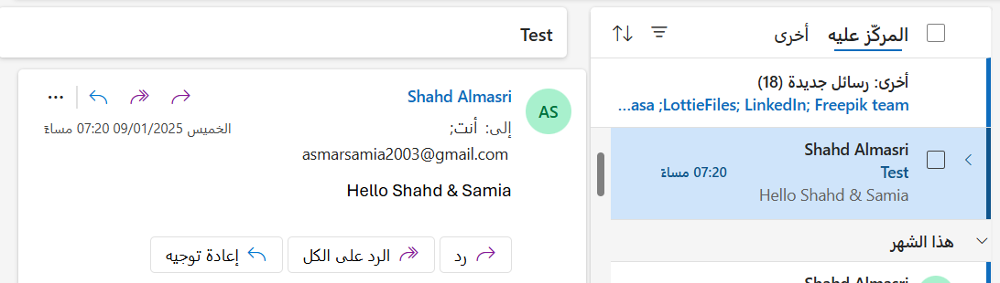 المركّز عليه
أخرى
أخرى: رسائل جديدة (18)
Freepik team ;LinkedIn ;LottieFiles; asa...
Shahd Almasri
Test
07:20 مساءً
Hello Shahd & Samia
هذا الشهر
Shahd Almasri
Test
AS
Shahd Almasri
إلى: أنت;
asmarsamia2003@gmail.com
الخميس 09/01/2025 07:20 مساءً
Hello Shahd & Samia
رد
الرد على الكل
إعادة توجيه